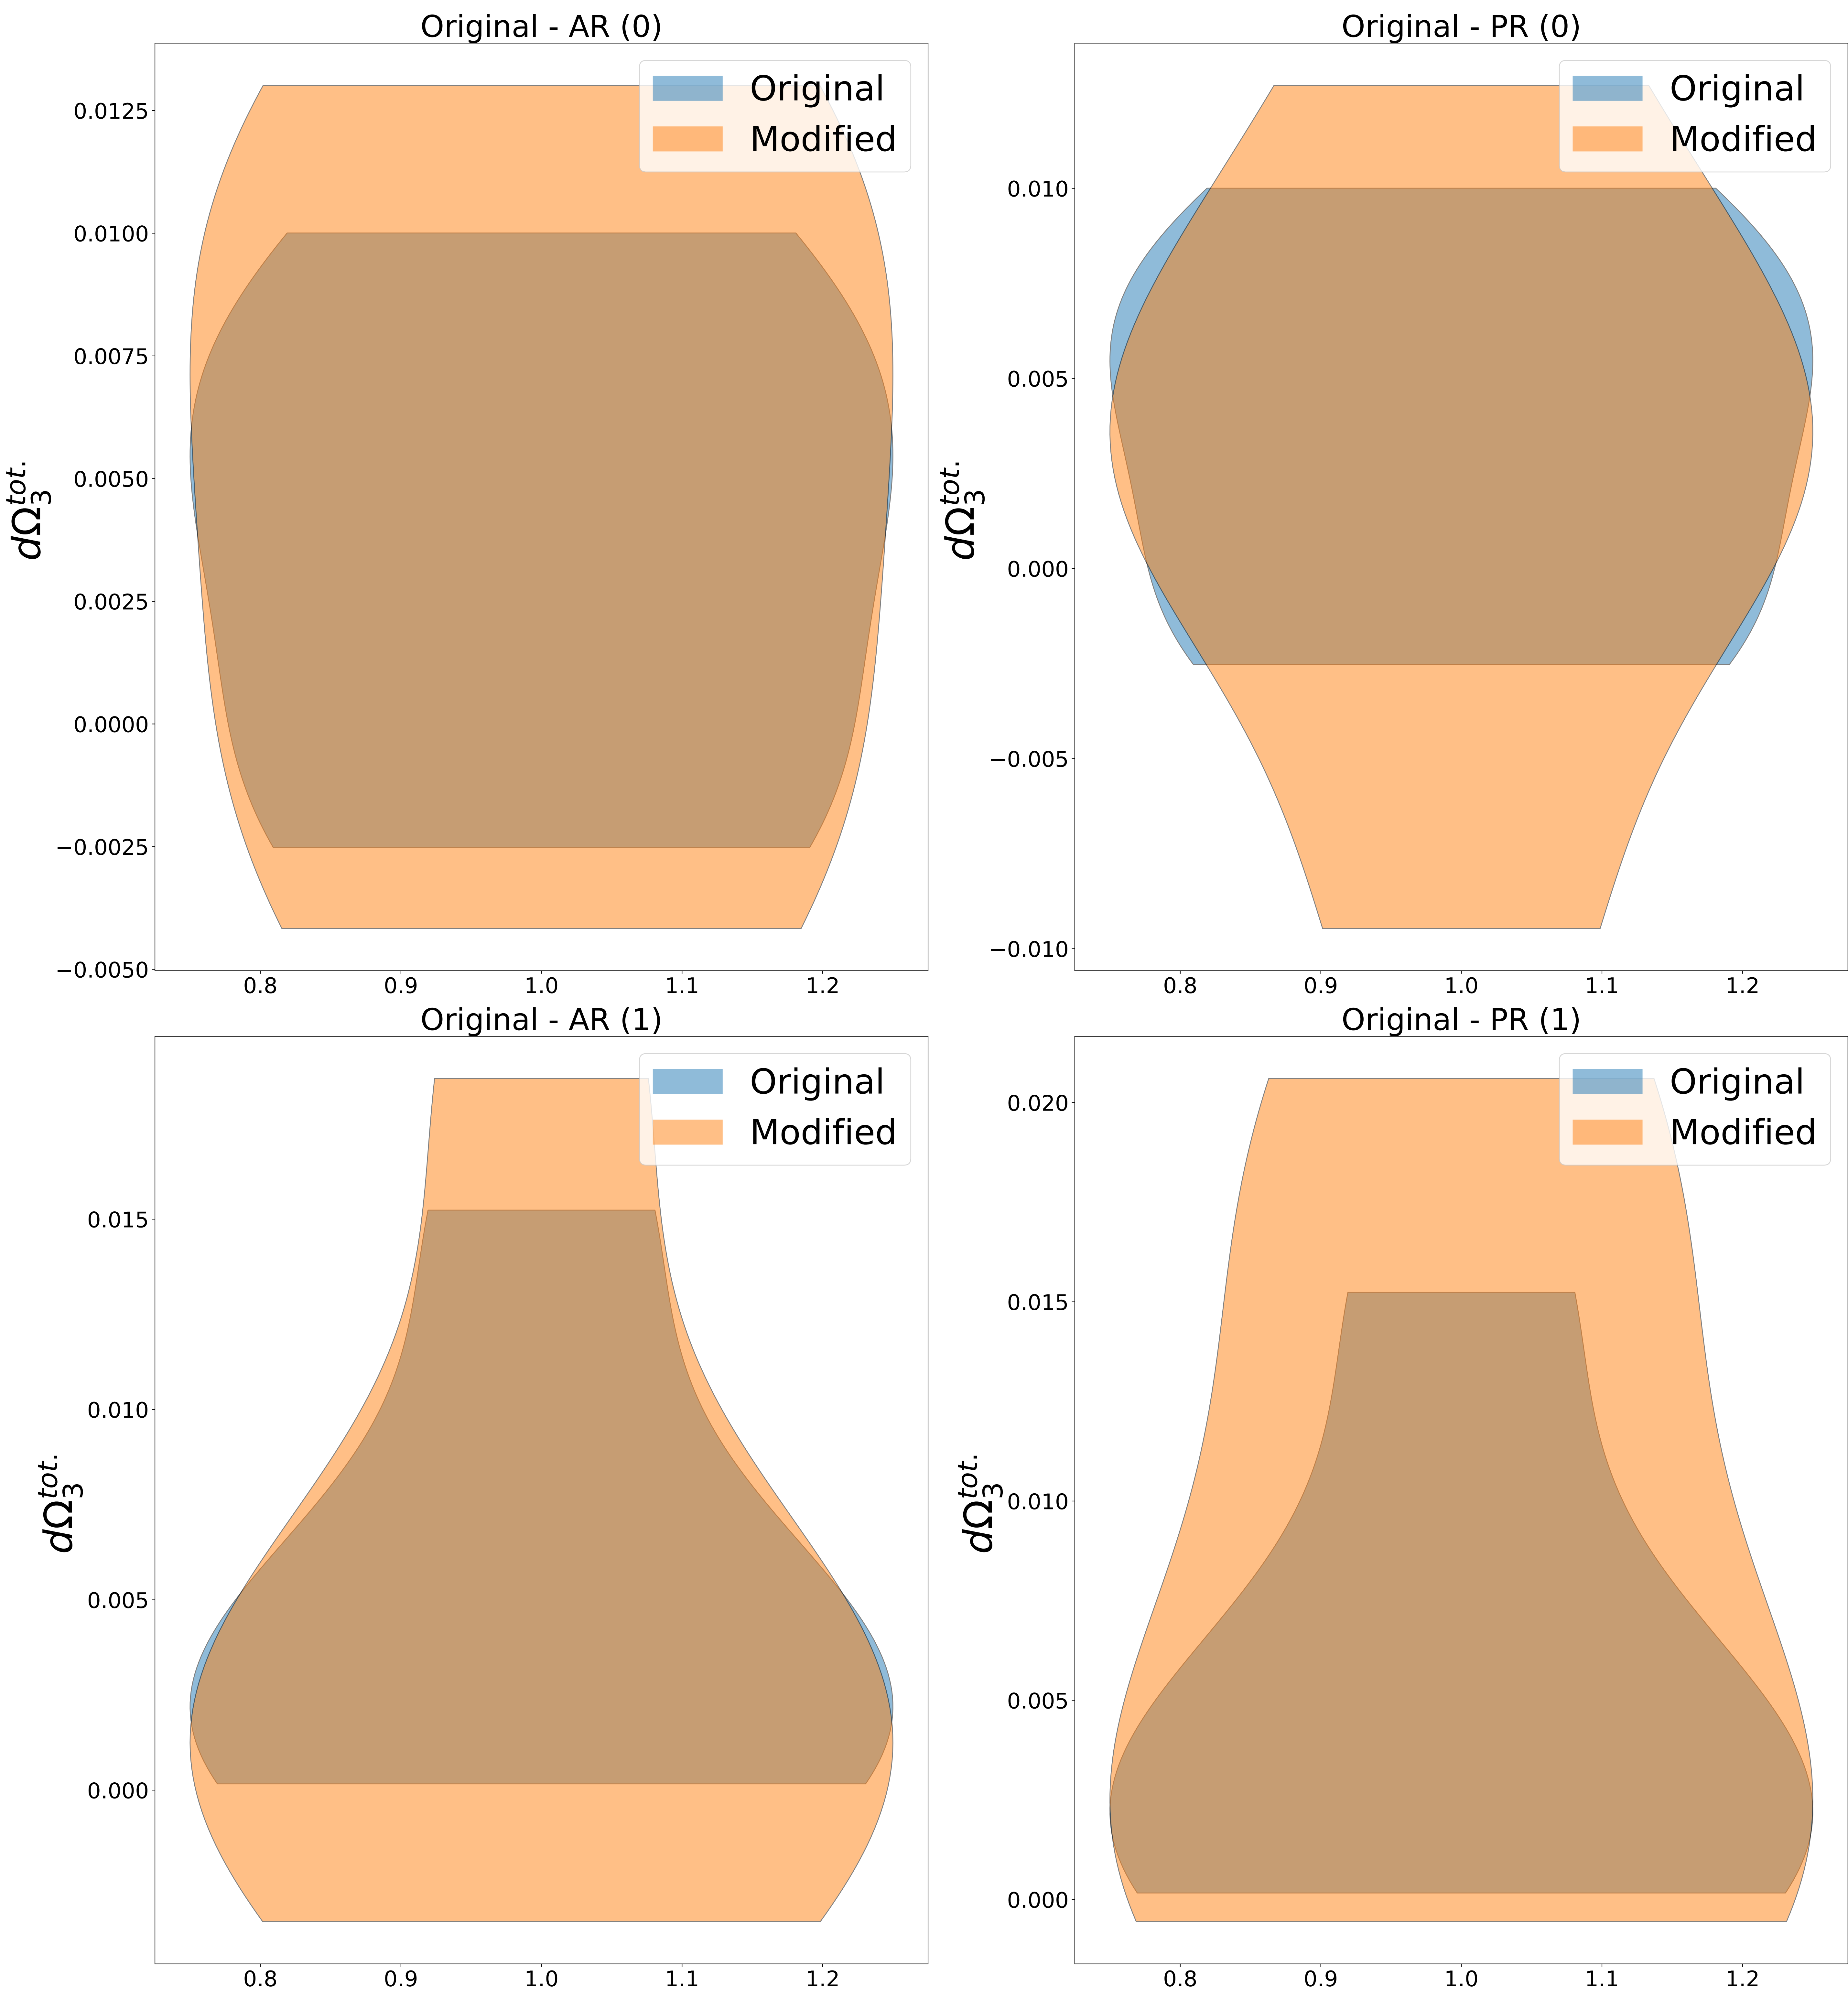 Original - AR (0)
Original
Modified
0.0125
0.0100
0.0075
0.0050
0.0025
0.0000
−0.0025
−0.0050
dΩ₃ᵗᵒᵗ·
0.8 0.9 1.0 1.1 1.2
Original - PR (0)
Original
Modified
0.010
0.005
0.000
−0.005
−0.010
dΩ₃ᵗᵒᵗ·
0.8 0.9 1.0 1.1 1.2
Original - AR (1)
Original
Modified
0.015
0.010
0.005
0.000
dΩ₃ᵗᵒᵗ·
0.8 0.9 1.0 1.1 1.2
Original - PR (1)
Original
Modified
0.020
0.015
0.010
0.005
0.000
dΩ₃ᵗᵒᵗ·
0.8 0.9 1.0 1.1 1.2